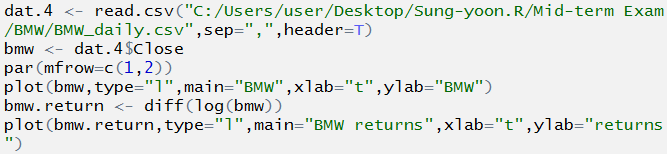 dat.4 <- read.csv("C:/Users/user/Desktop/Sung-yoon.R/Mid-term Exam
/BMW/BMW_daily.csv",sep=",",header=T)
bmw <- dat.4$Close
par(mfrow=c(1,2))
plot(bmw,type="l",main="BMW",xlab="t",ylab="BMW")
bmw.return <- diff(log(bmw))
plot(bmw.return,type="l",main="BMW returns",xlab="t",ylab="returns
")